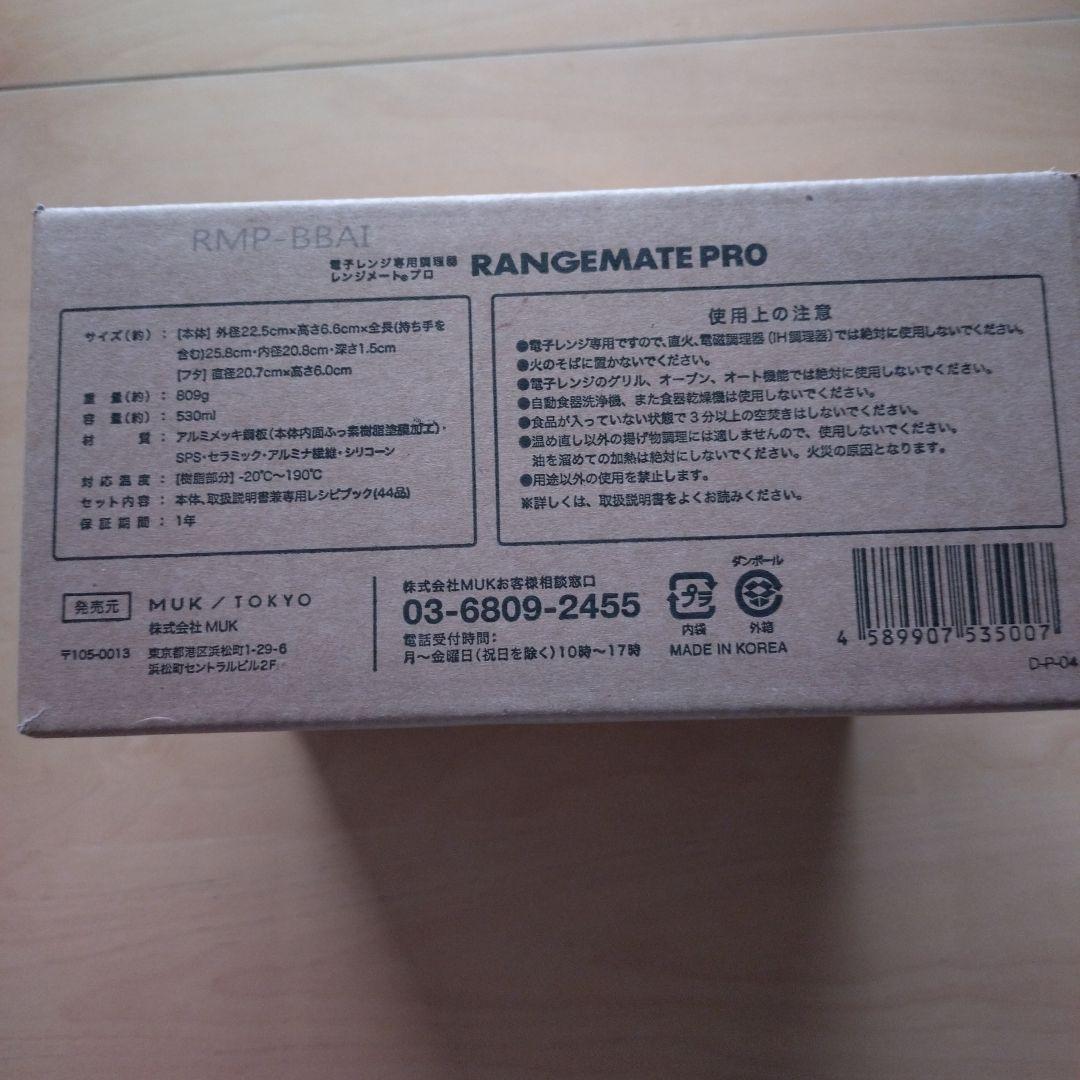 RMP-BBAI
電子レンジ専用調理器
レンジメート®プロ
RANGEMATE PRO
サイズ(約): [本体] 外径22.5cm×高さ6.6cm×全長(持ち手を
含む)25.8cm・内径20.8cm・深さ1.5cm
[フタ] 直径20.7cm×高さ6.0cm
重量(約): 809g
容量(約): 530ml
材質: アルミメッキ鋼板(本体内面ふっ素樹脂塗膜加工)・
SPS・セラミック・アルミナ繊維・シリコーン
対応温度: [樹脂部分] -20℃〜190℃
セット内容: 本体、取扱説明書兼専用レシピブック(44品)
保証期間: 1年
使用上の注意
●電子レンジ専用ですので、直火、電磁調理器(IH調理器)では絶対に使用しないでください。
●火のそばに置かないでください。
●電子レンジのグリル、オーブン、オート機能では絶対に使用しないでください。
●自動食器洗浄機、また食器乾燥機は使用しないでください。
●食品が入っていない状態で3分以上の空焚きはしないでください。
●温め直し以外の揚げ物調理には適しませんので、使用しないでください。
油を溜めての加熱は絶対にしないでください。火災の原因となります。
●用途以外の使用を禁止します。
※詳しくは、取扱説明書をよくお読みください。
発売元
MUK / TOKYO
株式会社 MUK
〒105-0013 東京都港区浜松町1-29-6
浜松町セントラルビル2F
株式会社MUKお客様相談窓口
03-6809-2455
電話受付時間:
月〜金曜日(祝日を除く)10時〜17時
プラ
内袋
ダンボール
外箱
MADE IN KOREA
4 589907 535007
D-P-04